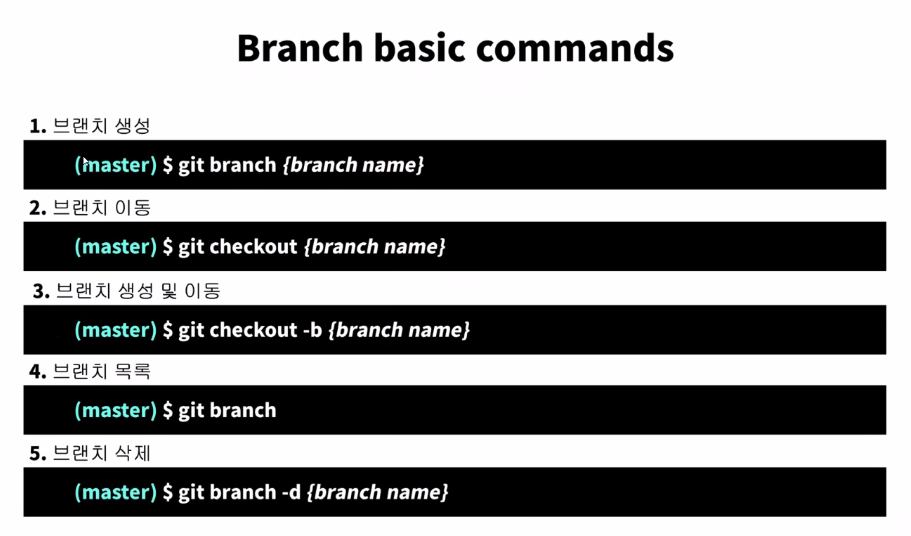 Branch basic commands
1. 브랜치 생성
(master) $ git branch {branch name}
2. 브랜치 이동
(master) $ git checkout {branch name}
3. 브랜치 생성 및 이동
(master) $ git checkout -b {branch name}
4. 브랜치 목록
(master) $ git branch
5. 브랜치 삭제
(master) $ git branch -d {branch name}